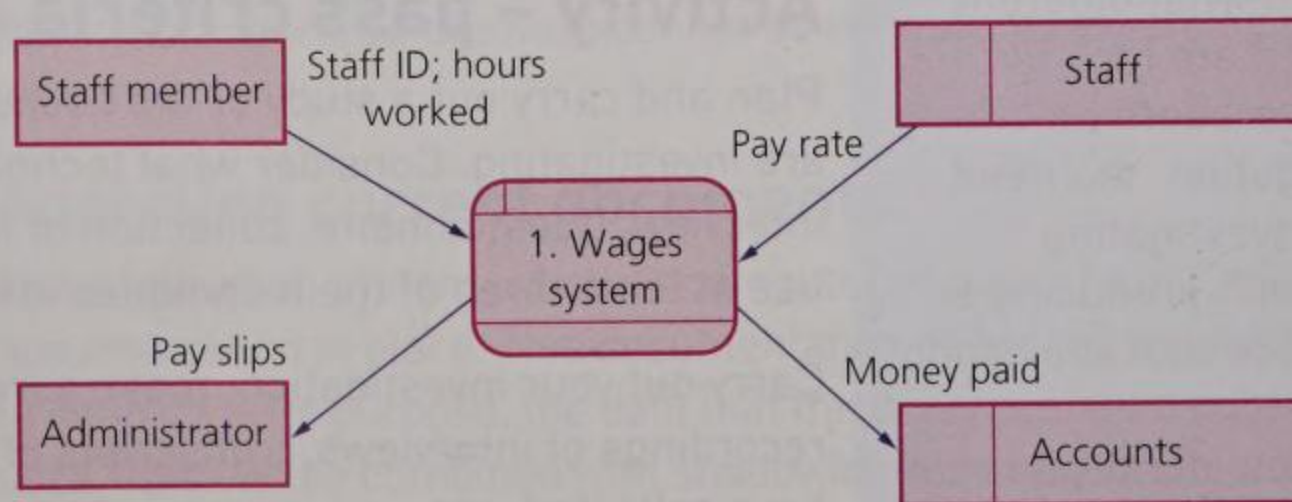 Staff member
Staff ID; hours
worked
Staff
Pay rate
1. Wages
system
Pay slips
Administrator
Money paid
Accounts